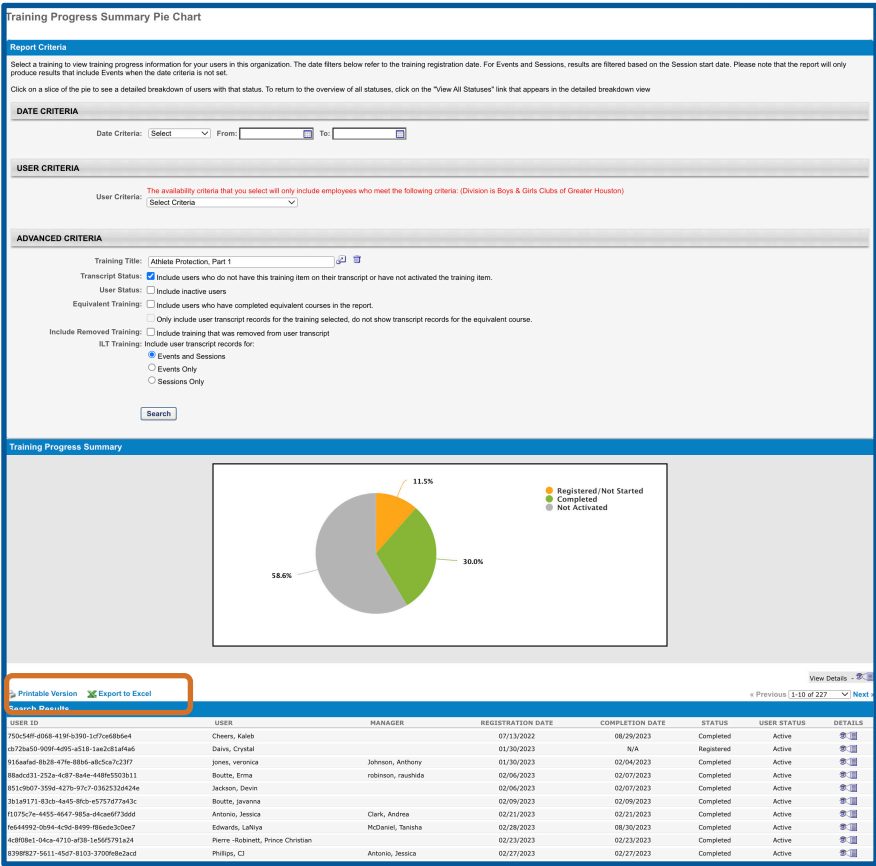 Training Progress Summary Pie Chart
Report Criteria
Select a training to view training progress information for your users in this organization. The date filters below refer to the training registration date. For Events and Sessions, results are filtered based on the Session start date. Please note that the report will only
produce results that include Events when the date criteria is not set.
Click on a slice of the pie to see a detailed breakdown of users with that status. To return to the overview of all statuses, click on the "View All Statuses" link that appears in the detailed breakdown view
DATE CRITERIA
Date Criteria: Select From: To:
USER CRITERIA
The availability criteria that you select will only include employees who meet the following criteria: (Division is Boys & Girls Clubs of Greater Houston)
User Criteria: Select Criteria
ADVANCED CRITERIA
Training Title: Athlete Protection, Part 1
Transcript Status: Include users who do not have this training item on their transcript or have not activated the training item.
User Status: Include inactive users
Equivalent Training: Include users who have completed equivalent courses in the report.
Only include user transcript records for the training selected, do not show transcript records for the equivalent course.
Include Removed Training: Include training that was removed from user transcript
ILT Training: Include user transcript records for:
Events and Sessions
Events Only
Sessions Only
Search
Training Progress Summary
11.5%
30.0%
58.6%
Registered/Not Started
Completed
Not Activated
View Details -
Printable Version Export to Excel « Previous 1-10 of 227 Next »
Search Results
USER ID USER MANAGER REGISTRATION DATE COMPLETION DATE STATUS USER STATUS DETAILS
750c54ff-d068-419f-b390-1cf7ce68b6e4 Cheers, Kaleb 07/13/2022 08/29/2023 Completed Active
cb72ba50-909f-4d95-a518-1ae2c81af4a6 Daivs, Crystal 01/30/2023 N/A Registered Active
916aafad-8b28-47fe-88b6-a8c5ca7c23f7 jones, veronica Johnson, Anthony 01/30/2023 02/04/2023 Completed Active
88adcd31-252a-4c87-8a4e-448fe5503b11 Boutte, Erma robinson, raushida 02/06/2023 02/07/2023 Completed Active
851c9b07-359d-427b-97c7-0362532d424e Jackson, Devin 02/06/2023 02/07/2023 Completed Active
3b1a9171-83cb-4a45-8fcb-e5757d77a43c Boutte, javanna 02/09/2023 02/09/2023 Completed Active
f1075c7e-4455-4647-985a-d4cae6f73ddd Antonio, Jessica Clark, Andrea 02/21/2023 02/21/2023 Completed Active
fe644992-0b94-4c9d-8499-f86ede3c0ee7 Edwards, LaNiya McDaniel, Tanisha 02/28/2023 08/30/2023 Completed Active
4c8f08e1-04ca-4710-af38-1e56f5791a24 Pierre -Robinett, Prince Christian 02/23/2023 02/23/2023 Completed Active
8398f827-5611-45d7-8103-3700fe8e2acd Phillips, CJ Antonio, Jessica 02/27/2023 02/27/2023 Completed Active